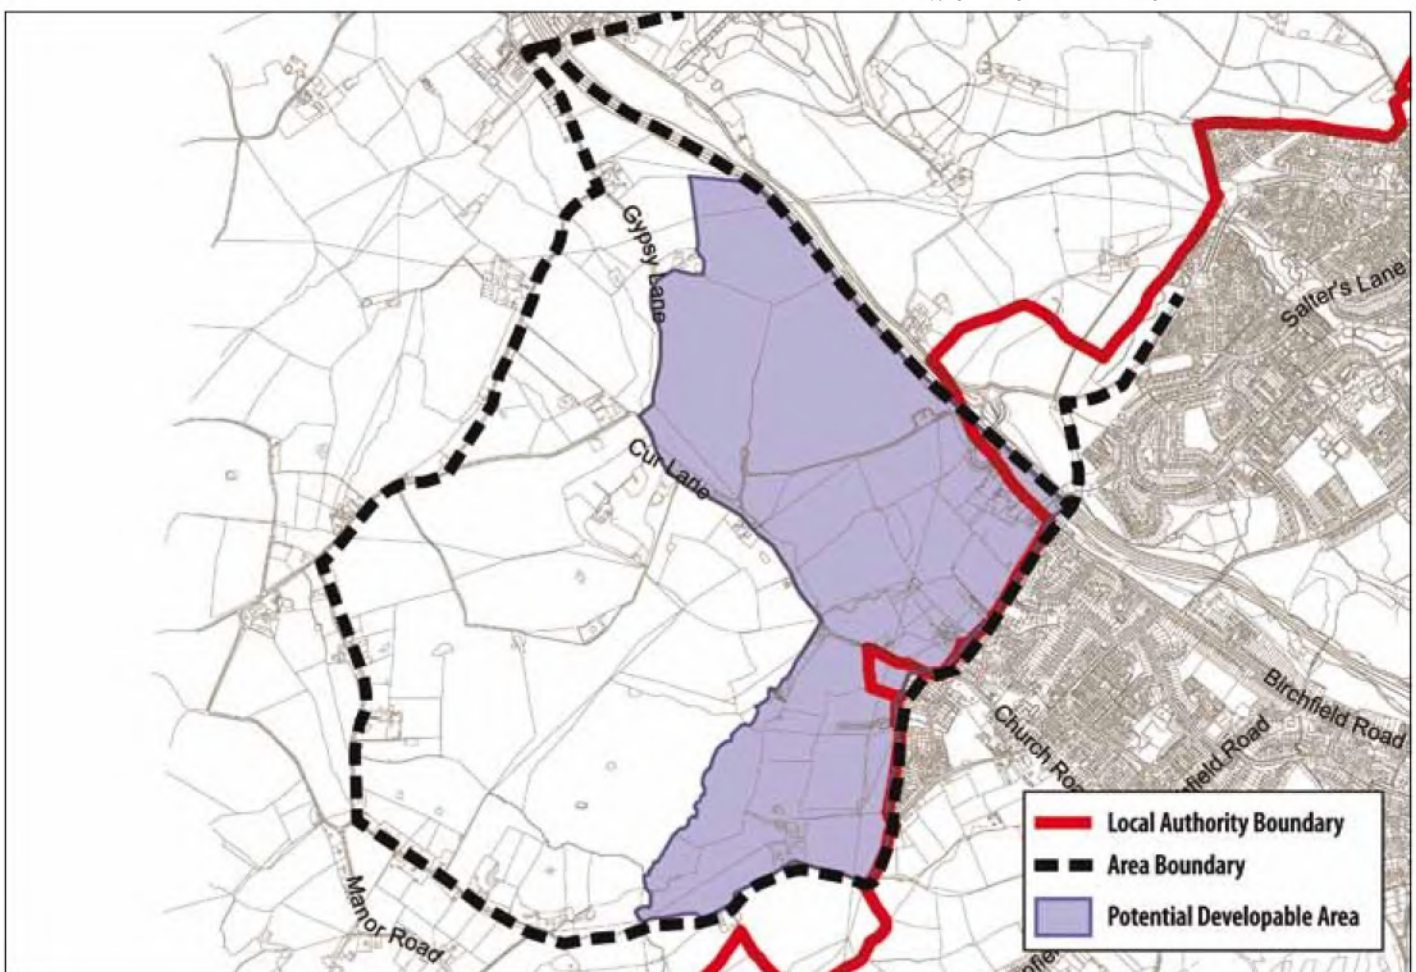 Gypsy Lane
Salter's Lane
Cur Lane
Birchfield Road
Church
field Road
Manor Road
Local Authority Boundary
Area Boundary
Potential Developable Area